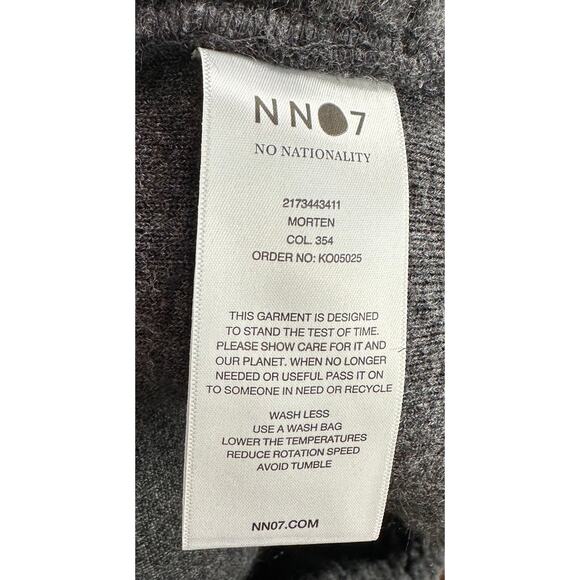 NN07
NO NATIONALITY
2173443411
MORTEN
COL. 354
ORDER NO: KO05025
THIS GARMENT IS DESIGNED
TO STAND THE TEST OF TIME.
PLEASE SHOW CARE FOR IT AND
OUR PLANET. WHEN NO LONGER
NEEDED OR USEFUL PASS IT ON
TO SOMEONE IN NEED OR RECYCLE
WASH LESS
USE A WASH BAG
LOWER THE TEMPERATURES
REDUCE ROTATION SPEED
AVOID TUMBLE
NN07.COM